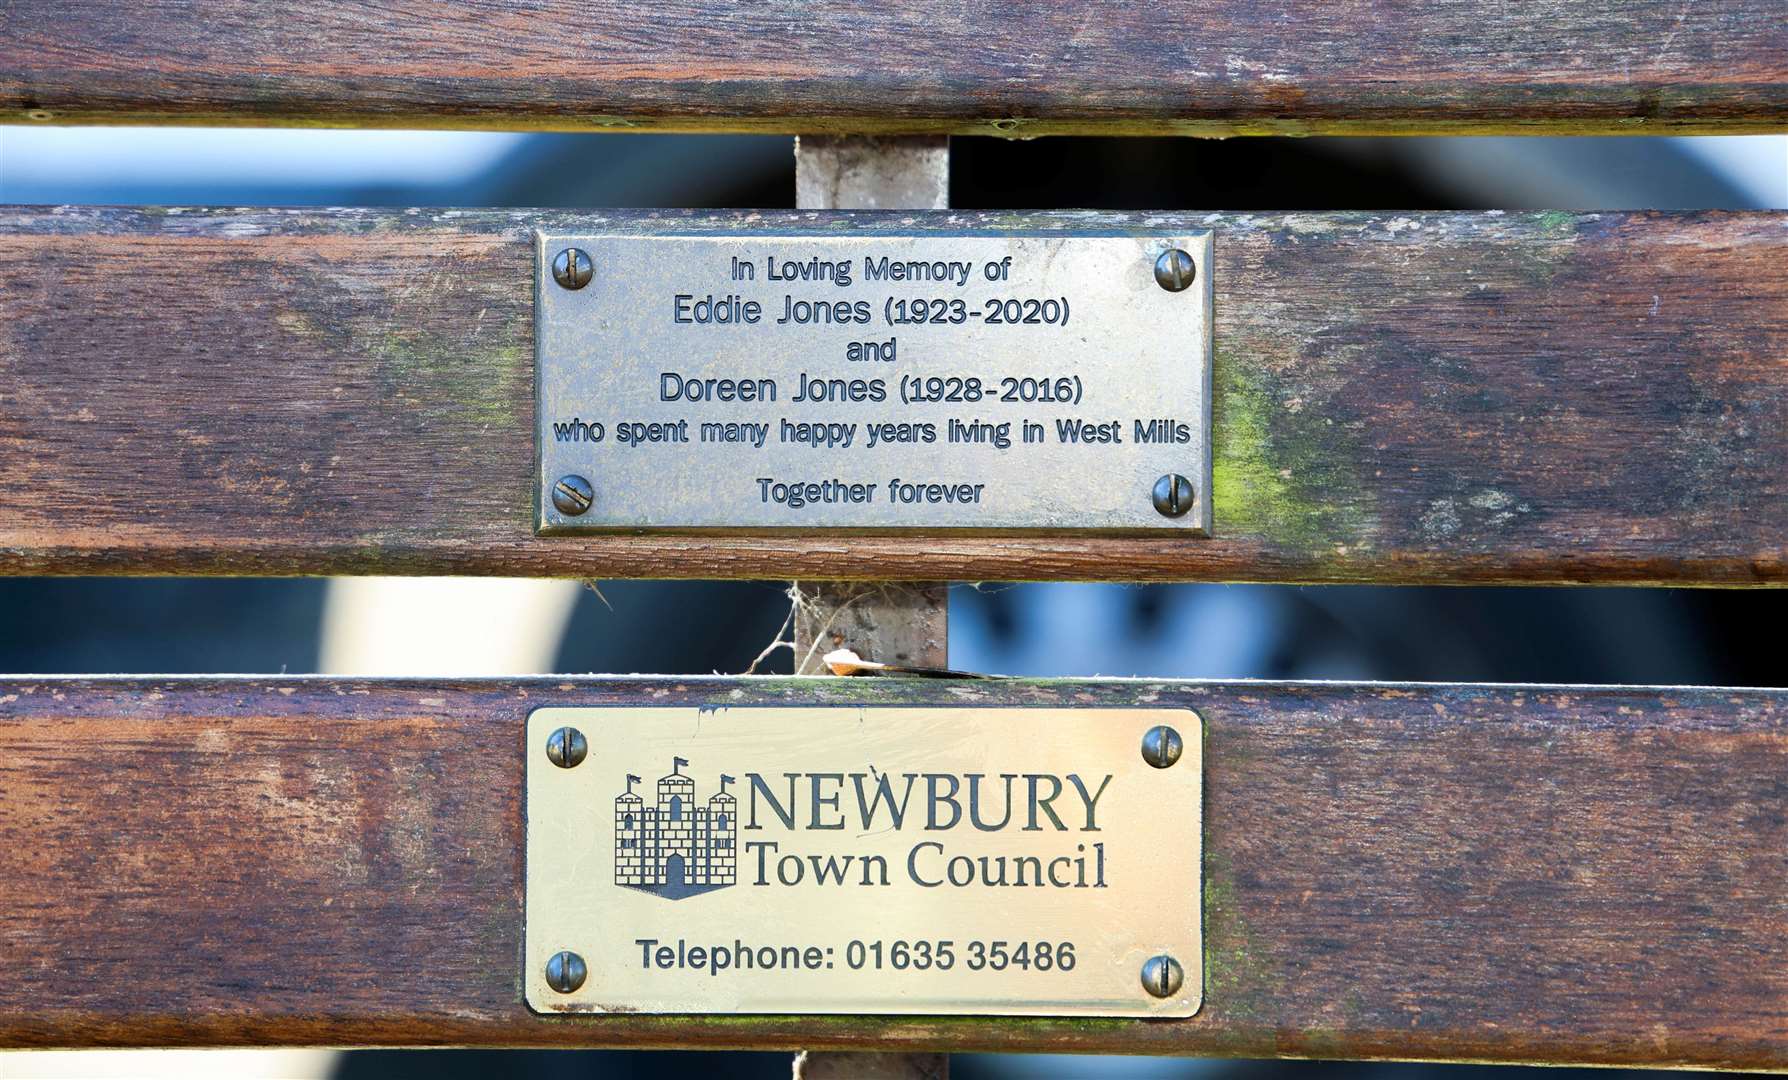 In Loving Memory of
Eddie Jones (1923-2020)
and
Doreen Jones (1928-2016)
who spent many happy years living in West Mills
Together forever
NEWBURY
Town Council
Telephone: 01635 35486